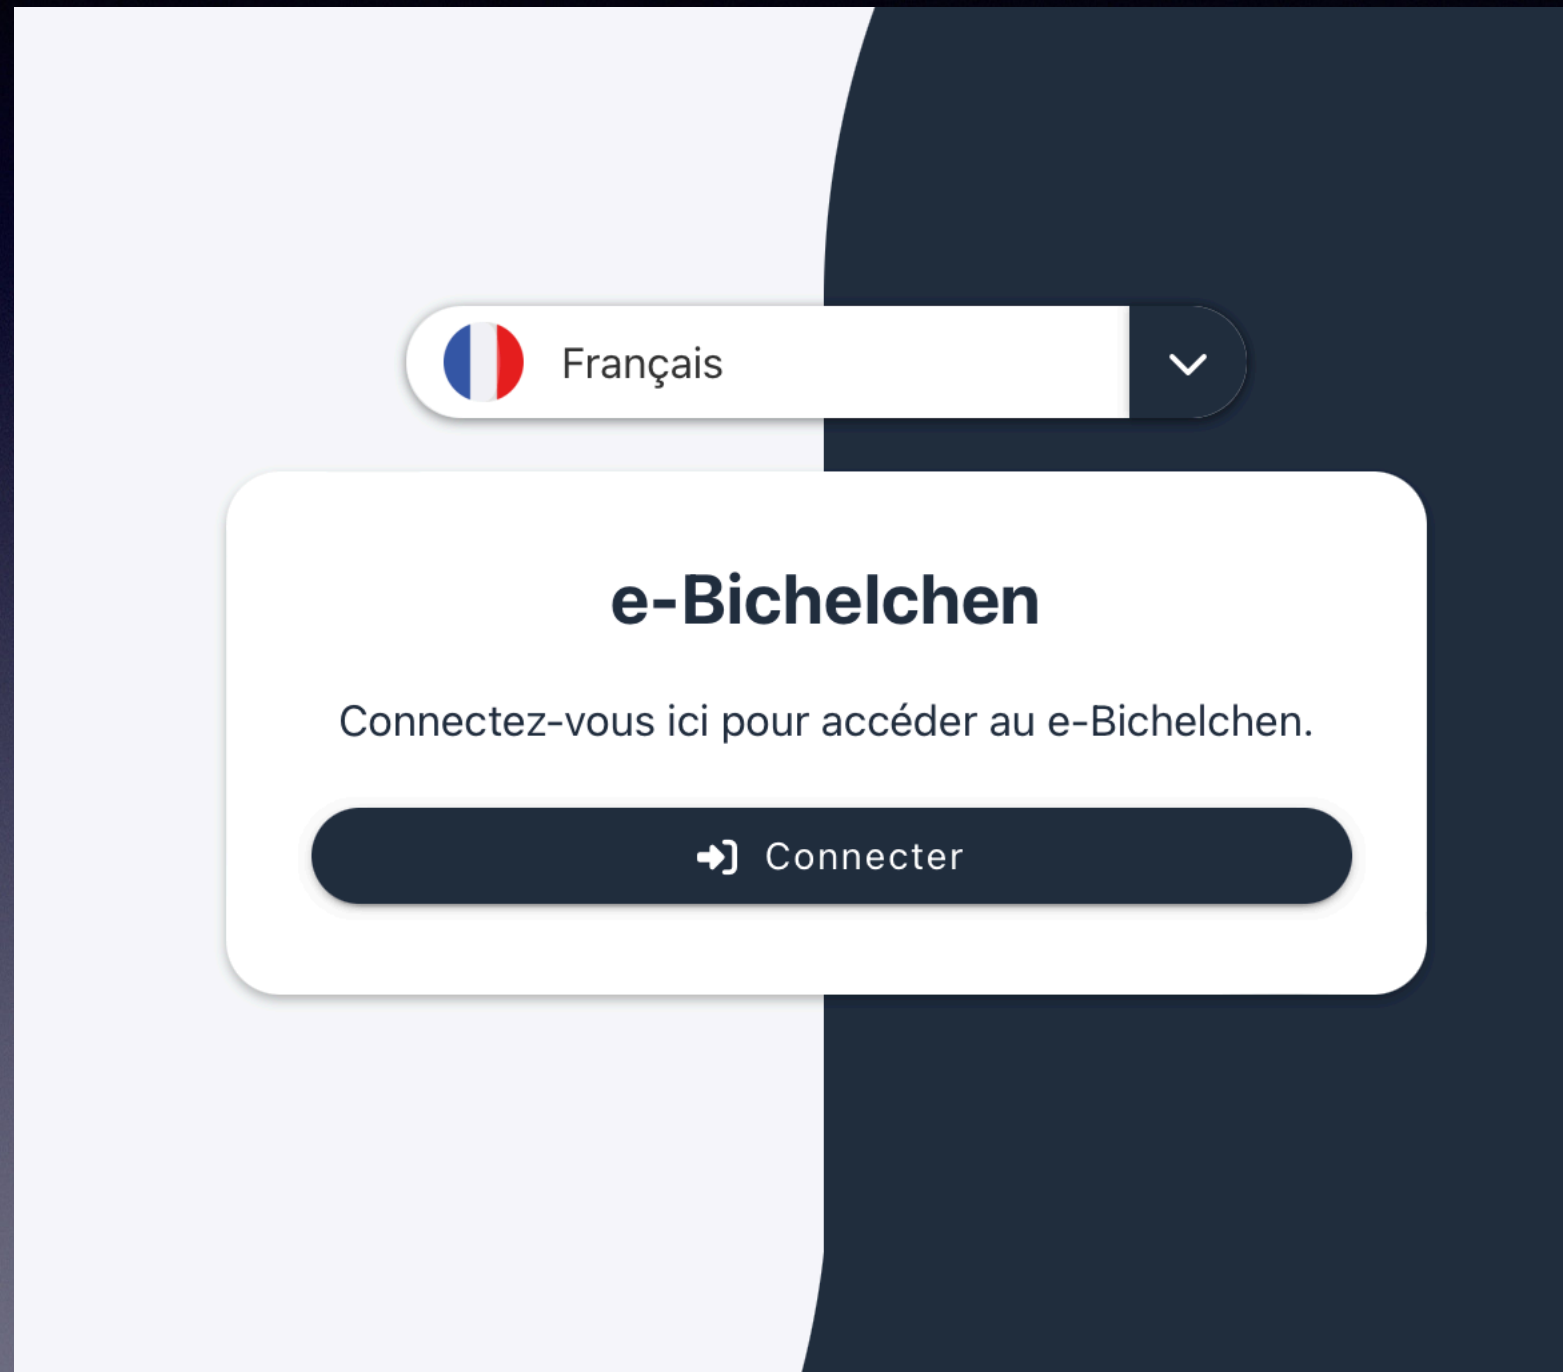 Français
e-Bichelchen
Connectez-vous ici pour accéder au e-Bichelchen.
Connecter